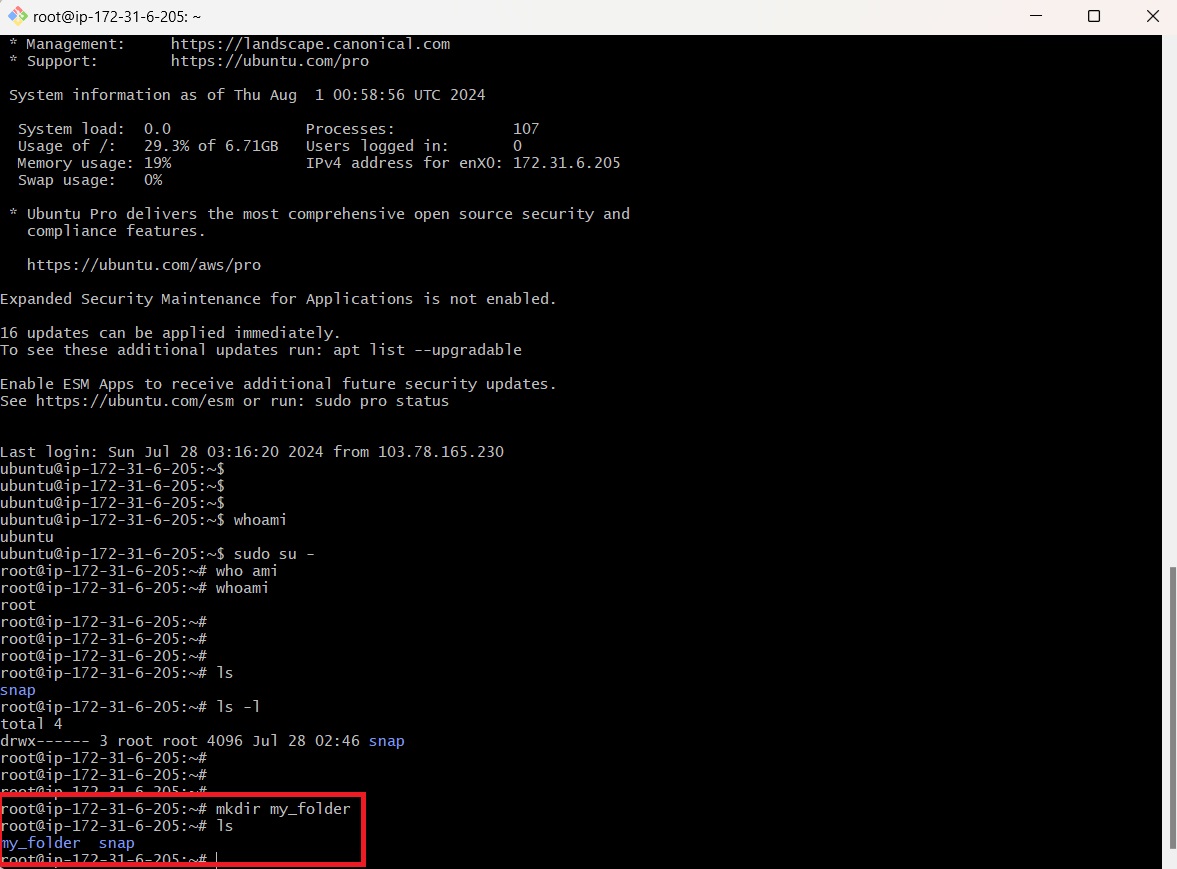 root@ip-172-31-6-205: ~
* Management:     https://landscape.canonical.com
* Support:        https://ubuntu.com/pro
System information as of Thu Aug  1 00:58:56 UTC 2024
System load:  0.0               Processes:             107
Usage of /:   29.3% of 6.71GB   Users logged in:       0
Memory usage: 19%               IPv4 address for enX0: 172.31.6.205
Swap usage:   0%
* Ubuntu Pro delivers the most comprehensive open source security and
compliance features.
https://ubuntu.com/aws/pro
Expanded Security Maintenance for Applications is not enabled.
16 updates can be applied immediately.
To see these additional updates run: apt list --upgradable
Enable ESM Apps to receive additional future security updates.
See https://ubuntu.com/esm or run: sudo pro status
Last login: Sun Jul 28 03:16:20 2024 from 103.78.165.230
ubuntu@ip-172-31-6-205:~$
ubuntu@ip-172-31-6-205:~$
ubuntu@ip-172-31-6-205:~$
ubuntu@ip-172-31-6-205:~$ whoami
ubuntu
ubuntu@ip-172-31-6-205:~$ sudo su -
root@ip-172-31-6-205:~# who ami
root@ip-172-31-6-205:~# whoami
root
root@ip-172-31-6-205:~#
root@ip-172-31-6-205:~#
root@ip-172-31-6-205:~#
root@ip-172-31-6-205:~# ls
snap
root@ip-172-31-6-205:~# ls -l
total 4
drwx------ 3 root root 4096 Jul 28 02:46 snap
root@ip-172-31-6-205:~#
root@ip-172-31-6-205:~#
root@ip-172-31-6-205:~#
root@ip-172-31-6-205:~# mkdir my_folder
root@ip-172-31-6-205:~# ls
my_folder  snap
root@ip-172-31-6-205:~#